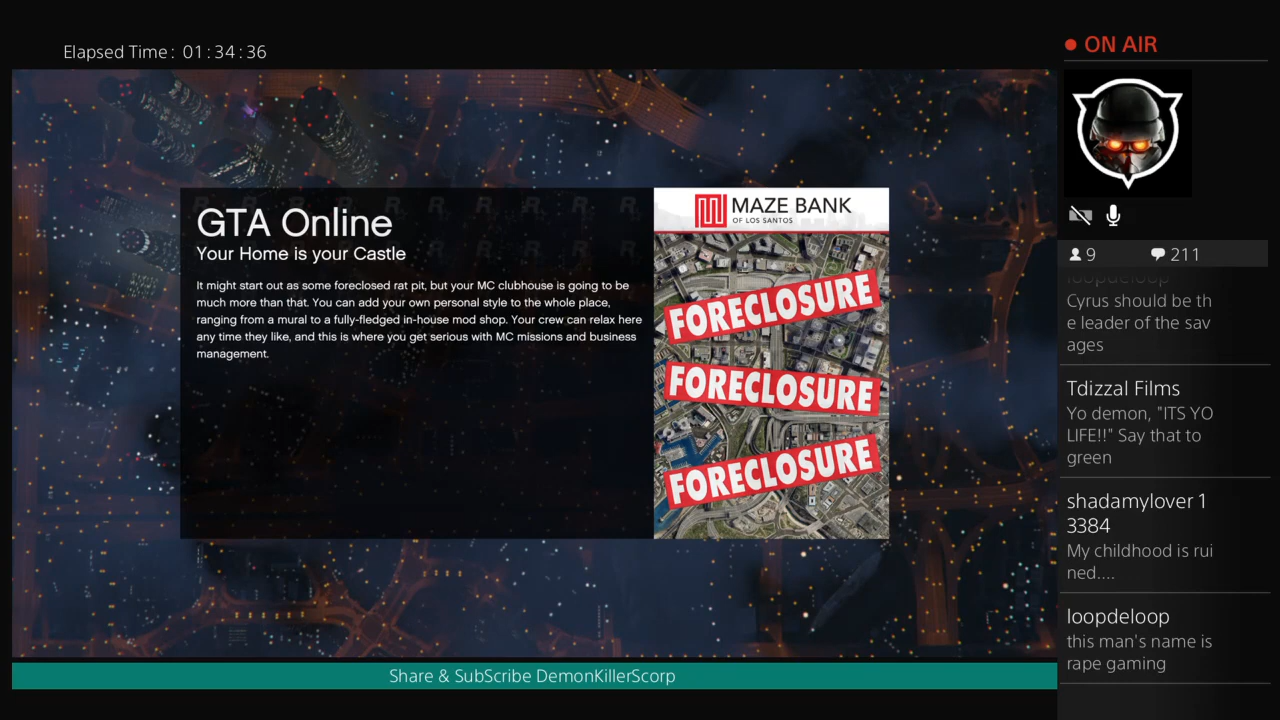 Elapsed Time: 01:34:36
ON AIR
GTA Online
Your Home is your Castle
It might start out as some foreclosed rat pit, but your MC clubhouse is going to be
much more than that. You can add your own personal style to the whole place,
ranging from a mural to a fully-fledged in-house mod shop. Your crew can relax here
any time they like, and this is where you get serious with MC missions and business
management.
MAZE BANK
OF LOS SANTOS
FORECLOSURE
FORECLOSURE
FORECLOSURE
9 211
loopdeloop
Cyrus should be th
e leader of the sav
ages
Tdizzal Films
Yo demon, "ITS YO
LIFE!!" Say that to
green
shadamylover1
3384
My childhood is rui
ned....
loopdeloop
this man's name is
rape gaming
Share & SubScribe DemonKillerScorp